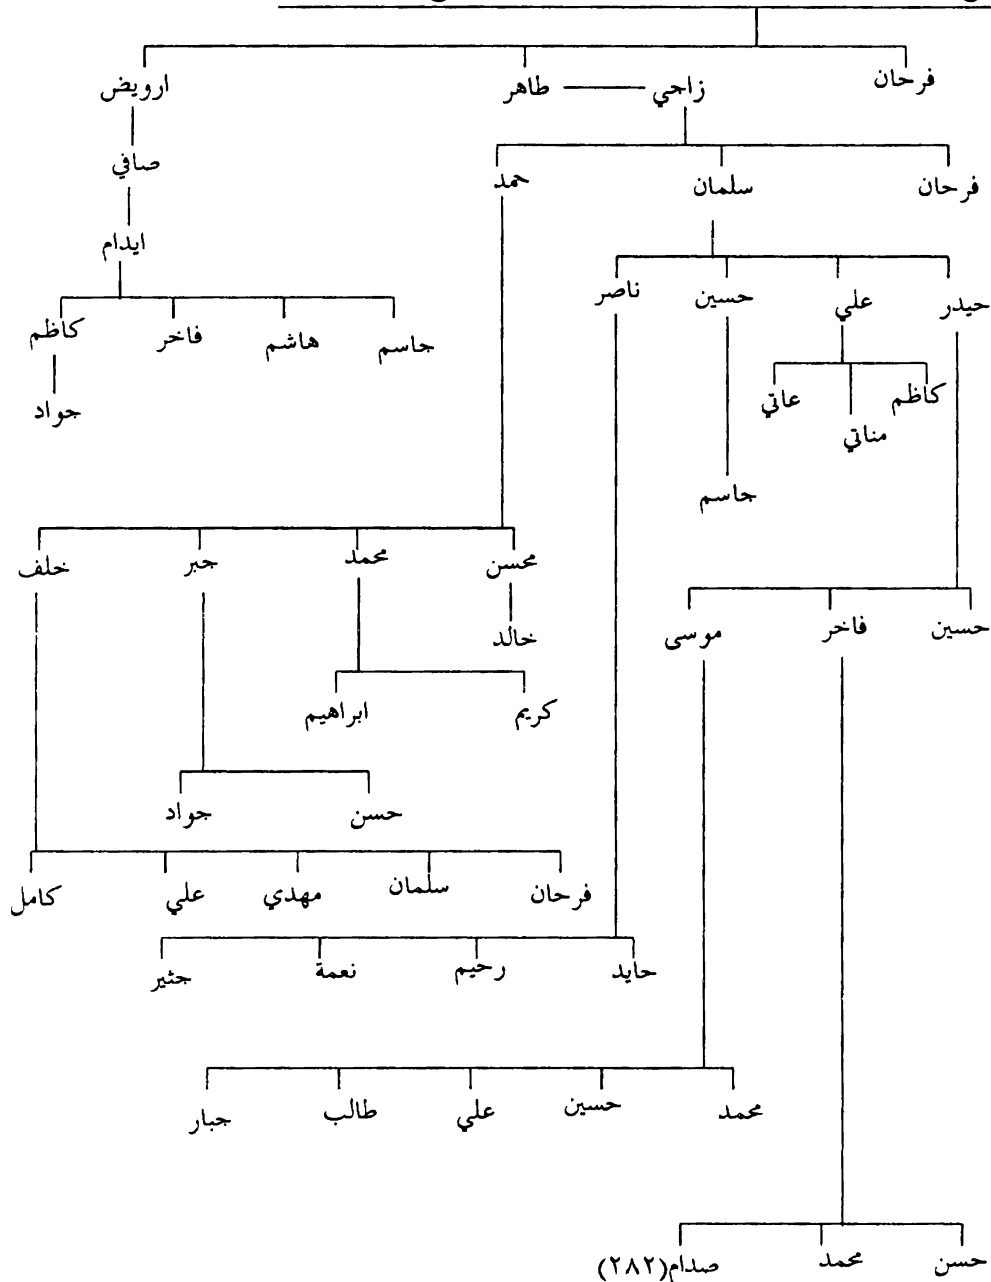 فرحان
زاجي
طاهر
ارويض
صافي
ايدام
جاسم
هاشم
فاخر
كاظم
جواد
فرحان
سلمان
حمد
حيدر
علي
حسين
ناصر
كاظم
مناتي
عاتي
جاسم
محسن
محمد
جبر
خلف
خالد
حسين
فاخر
موسى
كريم
ابراهيم
حسن
جواد
فرحان
سلمان
مهدي
علي
كامل
حايد
رحيم
نعمة
جثير
محمد
حسين
علي
طالب
جبار
حسن
محمد
صدام(٢٨٢)